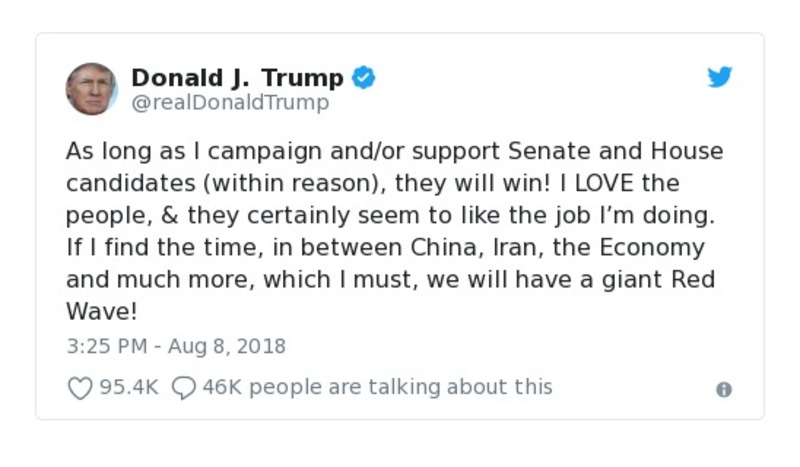 Donald J. Trump
@realDonaldTrump
As long as I campaign and/or support Senate and House
candidates (within reason), they will win! I LOVE the
people, & they certainly seem to like the job I’m doing.
If I find the time, in between China, Iran, the Economy
and much more, which I must, we will have a giant Red
Wave!
3:25 PM - Aug 8, 2018
95.4K 46K people are talking about this